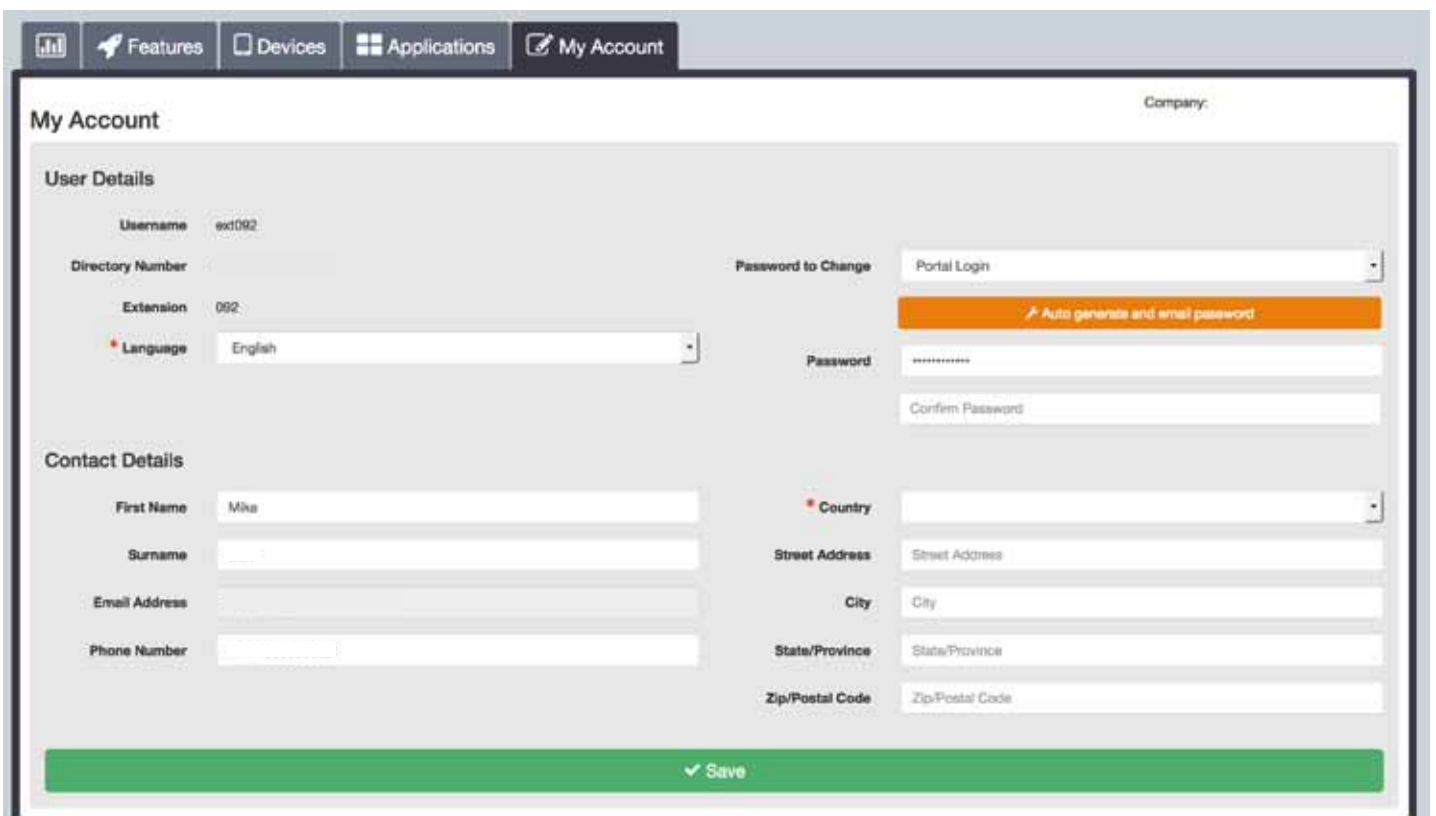 Features
Devices
Applications
My Account
Company:
My Account
User Details
Username ext092
Directory Number
Extension 092
* Language English
Password to Change Portal Login
Auto generate and email password
Password •••••••••••••
Confirm Password
Contact Details
First Name Mike
Surname
Email Address
Phone Number
* Country
Street Address Street Address
City City
State/Province State/Province
Zip/Postal Code Zip/Postal Code
Save